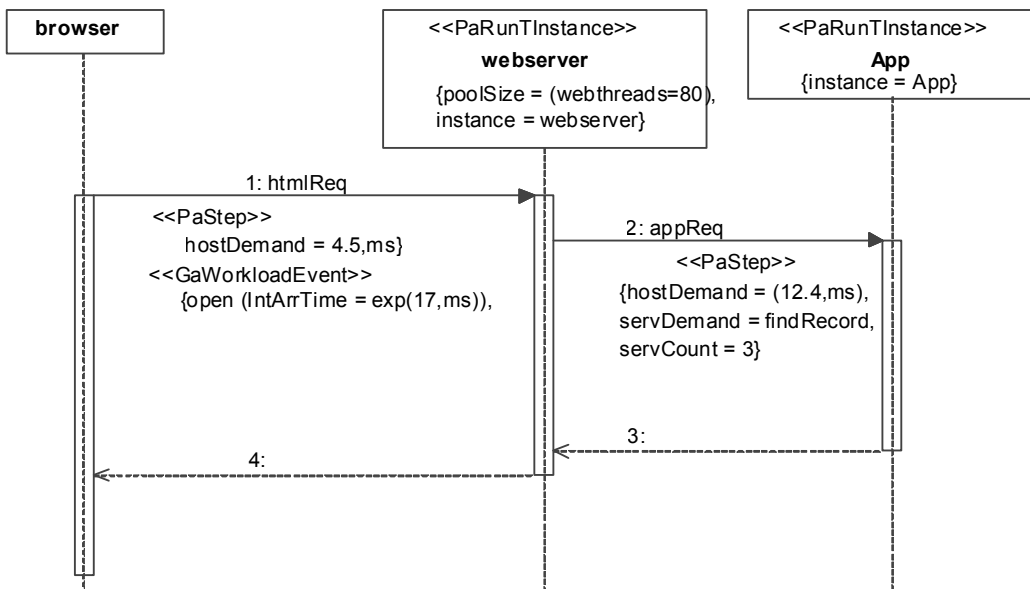 browser
<<PaRunTInstance>>
webserver
{poolSize = (webthreads=80),
instance = webserver}
<<PaRunTInstance>>
App
{instance = App}
1: htmlReq
<<PaStep>>
hostDemand = 4.5,ms}
<<GaWorkloadEvent>>
{open (IntArrTime = exp(17,ms)),
2: appReq
<<PaStep>>
{hostDemand = (12.4,ms),
servDemand = findRecord,
servCount = 3}
3:
4: